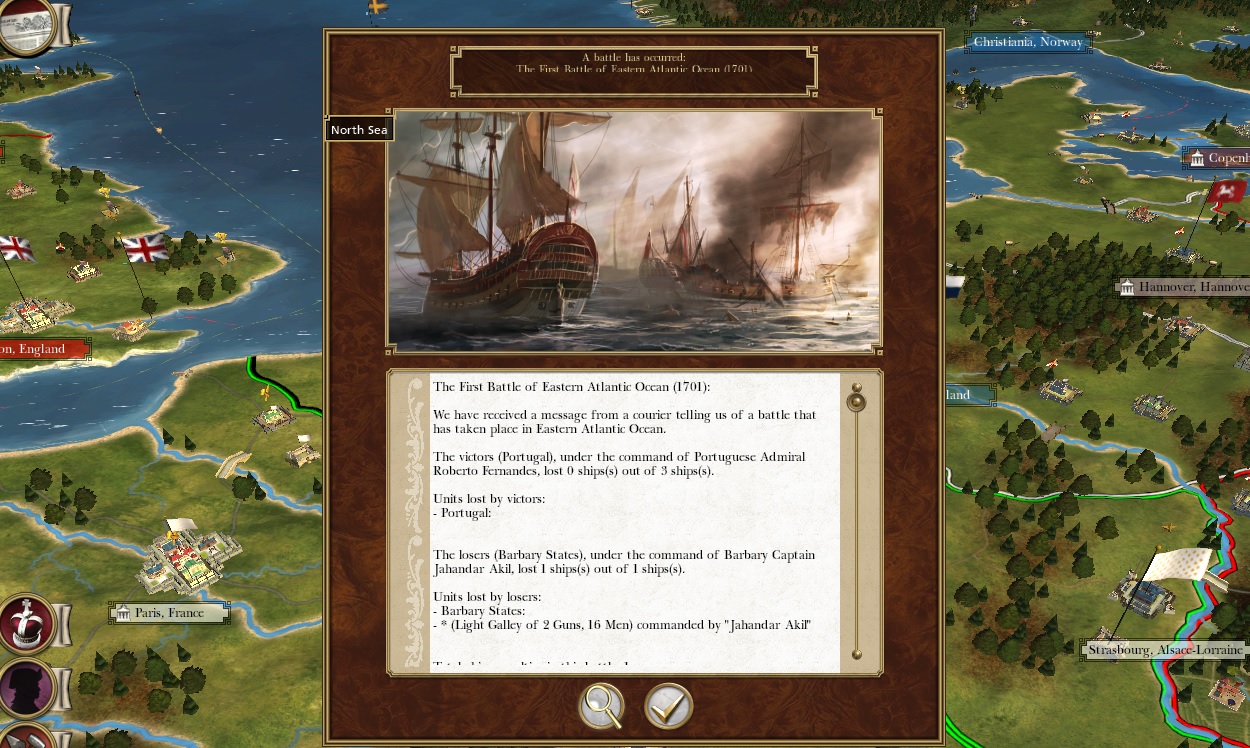 A battle has occurred:
The First Battle of Eastern Atlantic Ocean (1701)
Christiania, Norway
North Sea
Hannover, Hannove
on, England
land
The First Battle of Eastern Atlantic Ocean (1701):
We have received a message from a courier telling us of a battle that
has taken place in Eastern Atlantic Ocean.
The victors (Portugal), under the command of Portuguese Admiral
Roberto Fernandes, lost 0 ships(s) out of 3 ships(s).
Units lost by victors:
- Portugal:
The losers (Barbary States), under the command of Barbary Captain
Jahandar Akil, lost 1 ships(s) out of 1 ships(s).
Units lost by losers:
- Barbary States:
- * (Light Galley of 2 Guns, 16 Men) commanded by "Jahandar Akil"
Paris, France
Strasbourg, Alsace-Lorraine
Copenh